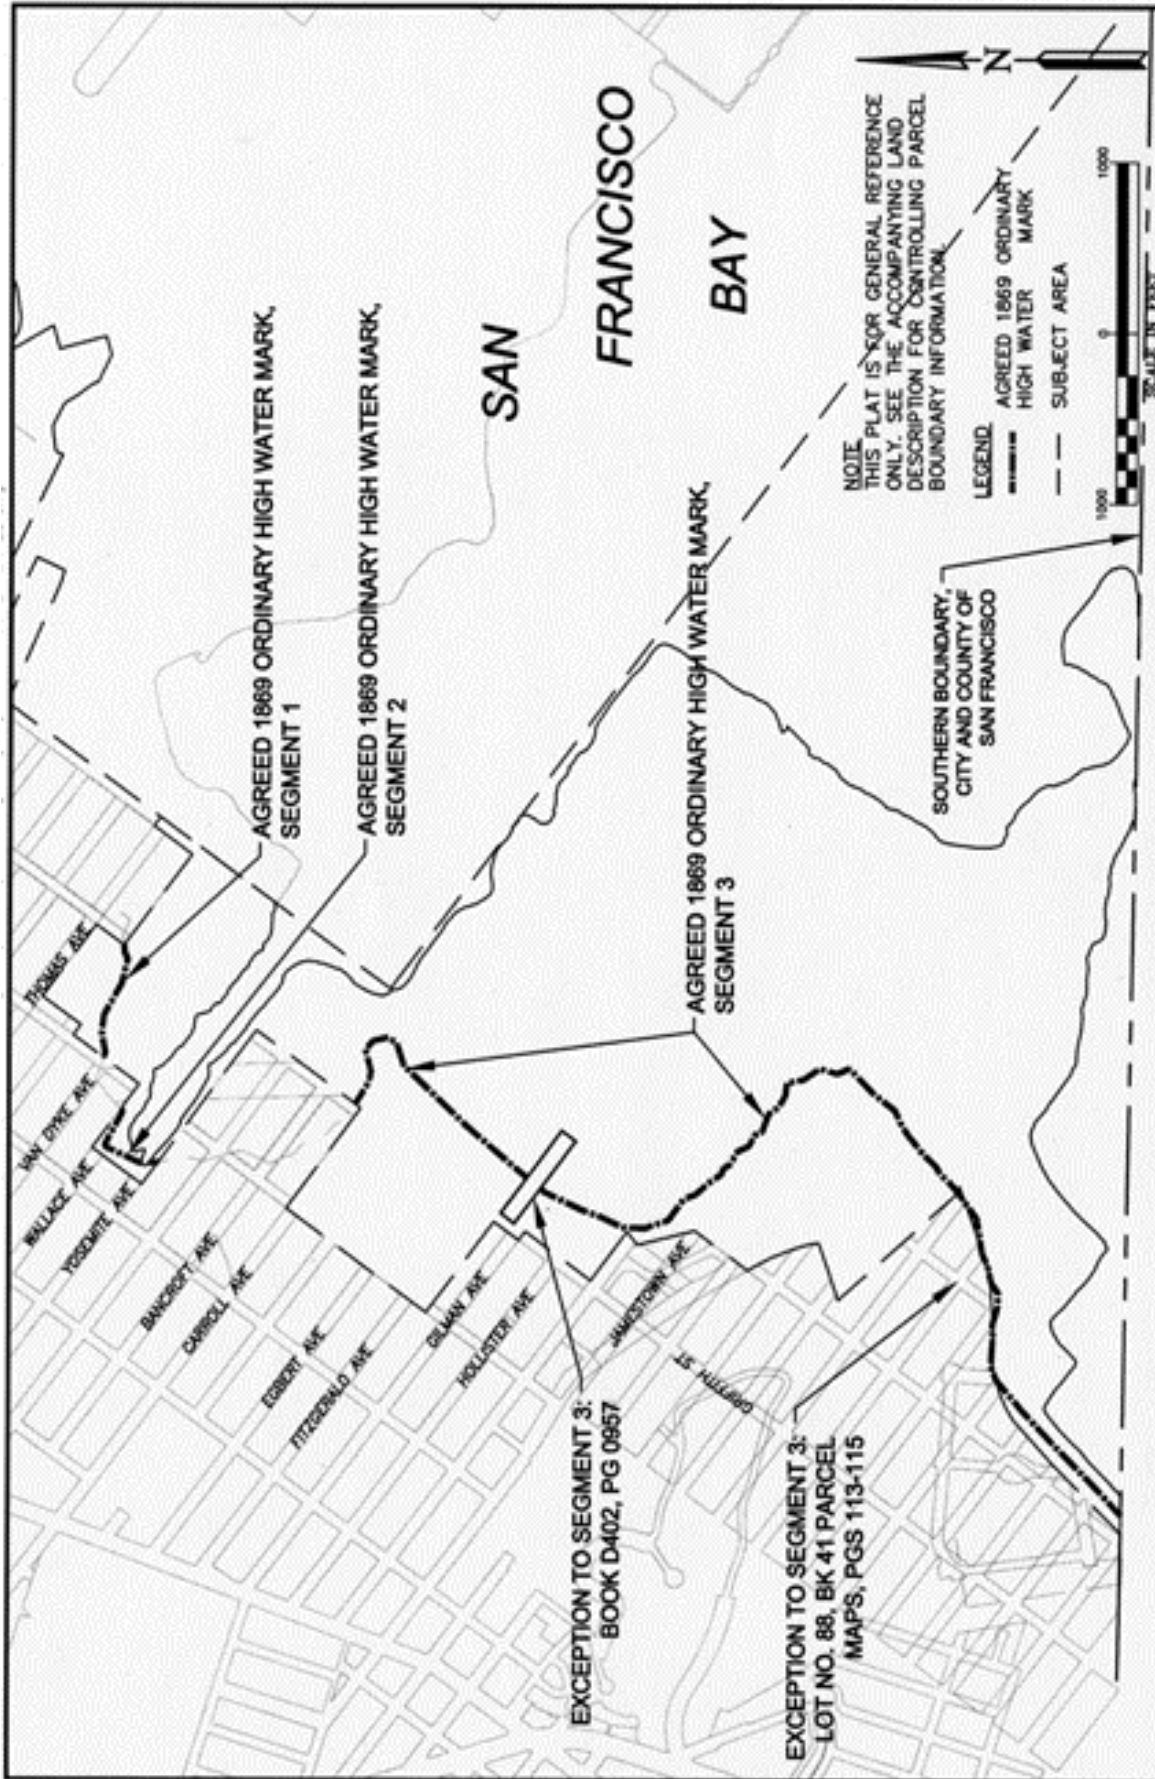 THOMAS AVE
VAN DYKE AVE
WALLACE AVE
YOSEMITE AVE
BANCROFT AVE
CARROLL AVE
EGBERT AVE
FITZGERALD AVE
GILMAN AVE
HOLLISTER AVE
JAMESTOWN AVE
GRIFFITH ST
AGREED 1869 ORDINARY HIGH WATER MARK,
SEGMENT 1
AGREED 1869 ORDINARY HIGH WATER MARK,
SEGMENT 2
SAN
FRANCISCO
BAY
AGREED 1869 ORDINARY HIGH WATER MARK,
SEGMENT 3
EXCEPTION TO SEGMENT 3:
BOOK D402, PG 0957
EXCEPTION TO SEGMENT 3:
LOT NO. 88, BK 41 PARCEL
MAPS, PGS 113-115
SOUTHERN BOUNDARY,
CITY AND COUNTY OF
SAN FRANCISCO
NOTE
THIS PLAT IS FOR GENERAL REFERENCE
ONLY. SEE THE ACCOMPANYING LAND
DESCRIPTION FOR CONTROLLING PARCEL
BOUNDARY INFORMATION.
LEGEND
AGREED 1869 ORDINARY
HIGH WATER MARK
SUBJECT AREA
N
1000 0 1000
SCALE IN FEET